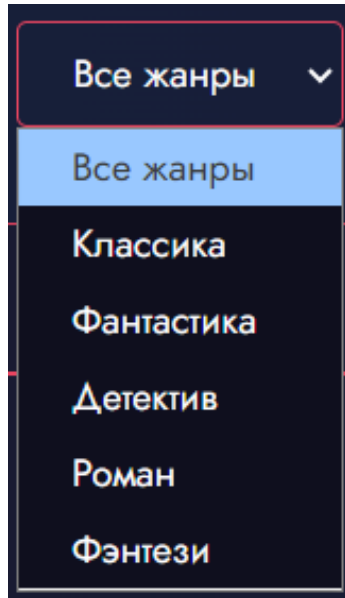 Все жанры
Все жанры
Классика
Фантастика
Детектив
Роман
Фэнтези